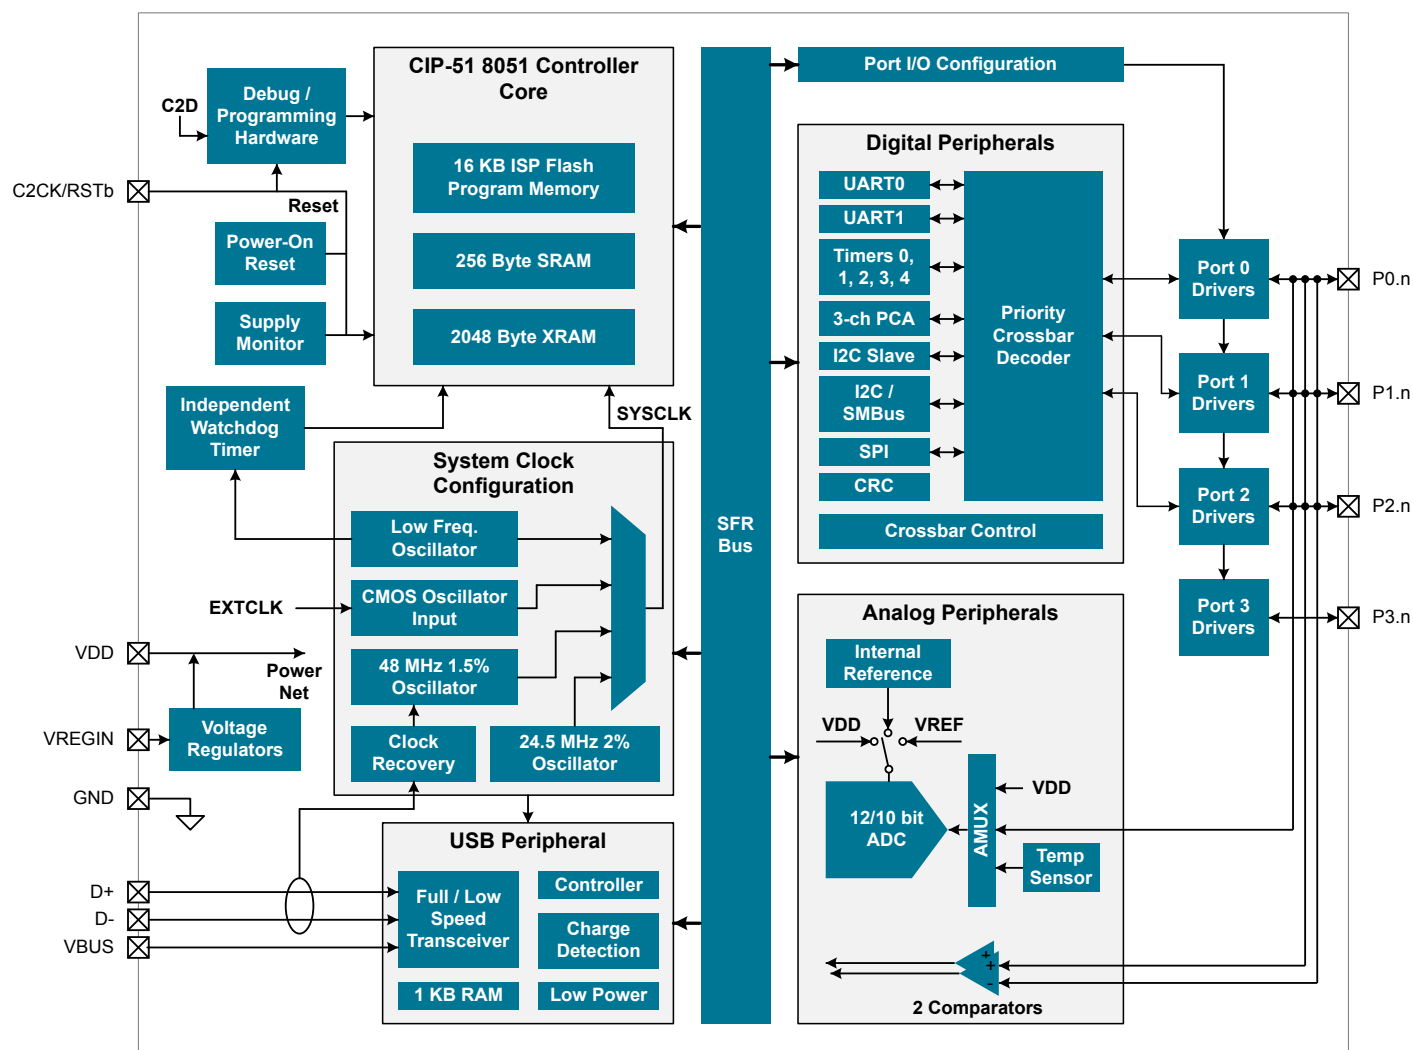 CIP-51 8051 Controller
Core
16 KB ISP Flash
Program Memory
256 Byte SRAM
2048 Byte XRAM
C2D
Debug /
Programming
Hardware
C2CK/RSTb
Reset
Power-On
Reset
Supply
Monitor
Independent
Watchdog
Timer
SYSCLK
System Clock
Configuration
Low Freq.
Oscillator
EXTCLK
CMOS Oscillator
Input
48 MHz 1.5%
Oscillator
Clock
Recovery
24.5 MHz 2%
Oscillator
VDD
Power
Net
VREGIN
Voltage
Regulators
GND
USB Peripheral
D+
D-
VBUS
Full / Low
Speed
Transceiver
1 KB RAM
Controller
Charge
Detection
Low Power
SFR
Bus
Port I/O Configuration
Digital Peripherals
UART0
UART1
Timers 0,
1, 2, 3, 4
3-ch PCA
I2C Slave
I2C /
SMBus
SPI
CRC
Priority
Crossbar
Decoder
Crossbar Control
Port 0
Drivers
P0.n
Port 1
Drivers
P1.n
Port 2
Drivers
P2.n
Port 3
Drivers
P3.n
Analog Peripherals
Internal
Reference
VDD
VREF
12/10 bit
ADC
AMUX
VDD
Temp
Sensor
+
+
-
2 Comparators